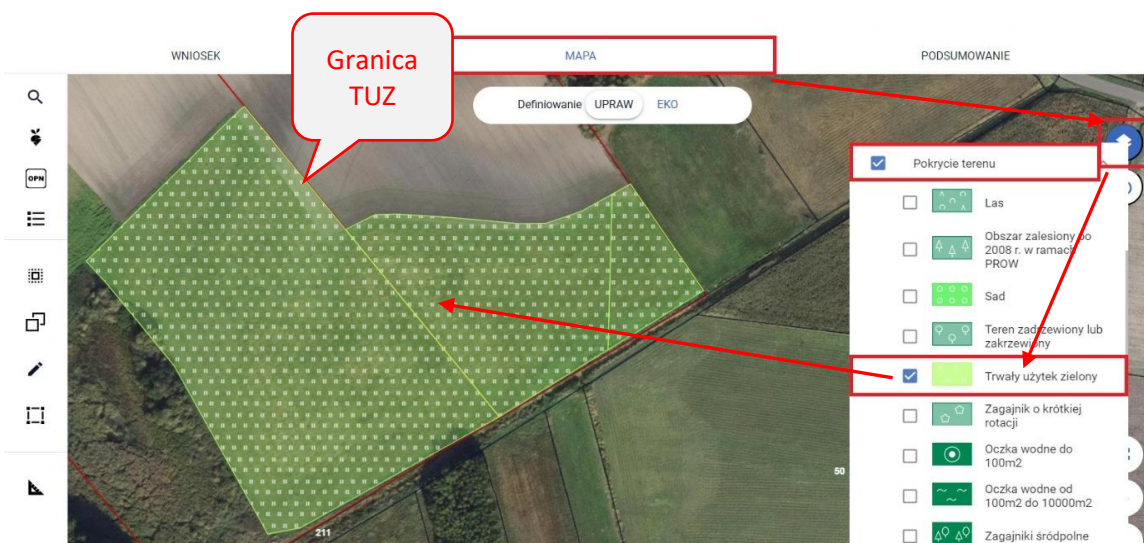 WNIOSEK
MAPA
PODSUMOWANIE
Granica
TUZ
Definiowanie UPRAW EKO
OPN
Pokrycie terenu
Las
Obszar zalesiony po
2008 r. w ramach
PROW
Sad
Teren zadrzewiony lub
zakrzewiony
Trwały użytek zielony
Zagajnik o krótkiej
rotacji
Oczka wodne do
100m2
Oczka wodne od
100m2 do 10000m2
Zagajniki śródpolne
50
211